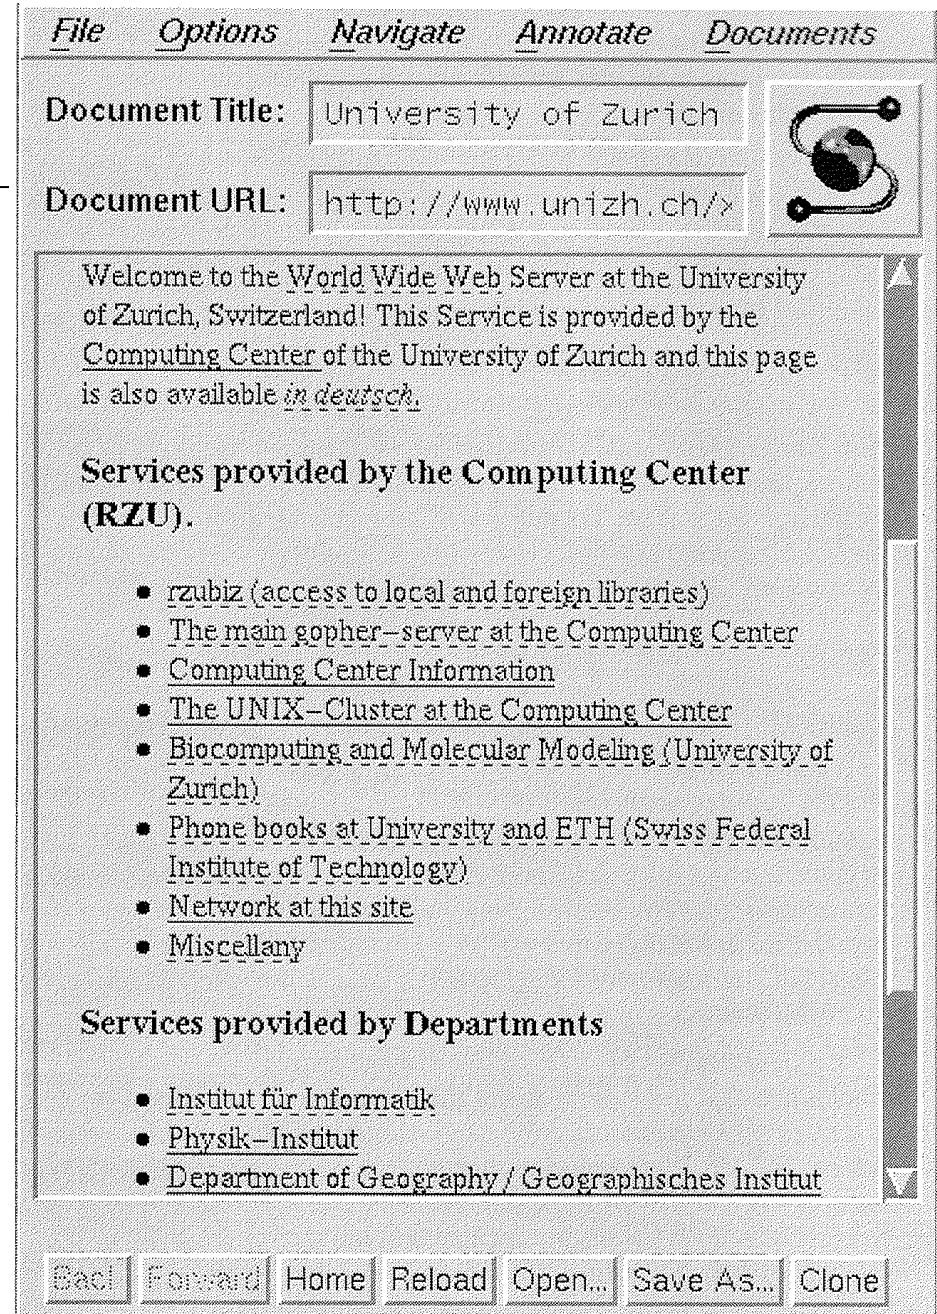 File Options Navigate Annotate Documents
Document Title: University of Zurich
Document URL: http://www.unizh.ch/x
Welcome to the World Wide Web Server at the University
of Zurich, Switzerland! This Service is provided by the
Computing Center of the University of Zurich and this page
is also available in deutsch.
Services provided by the Computing Center
(RZU).
• rzubiz (access to local and foreign libraries)
• The main gopher-server at the Computing Center
• Computing Center Information
• The UNIX-Cluster at the Computing Center
• Biocomputing and Molecular Modeling (University of
Zurich)
• Phone books at University and ETH (Swiss Federal
Institute of Technology)
• Network at this site
• Miscellany
Services provided by Departments
• Institut für Informatik
• Physik-Institut
• Department of Geography / Geographisches Institut
Back Forward Home Reload Open... Save As... Clone